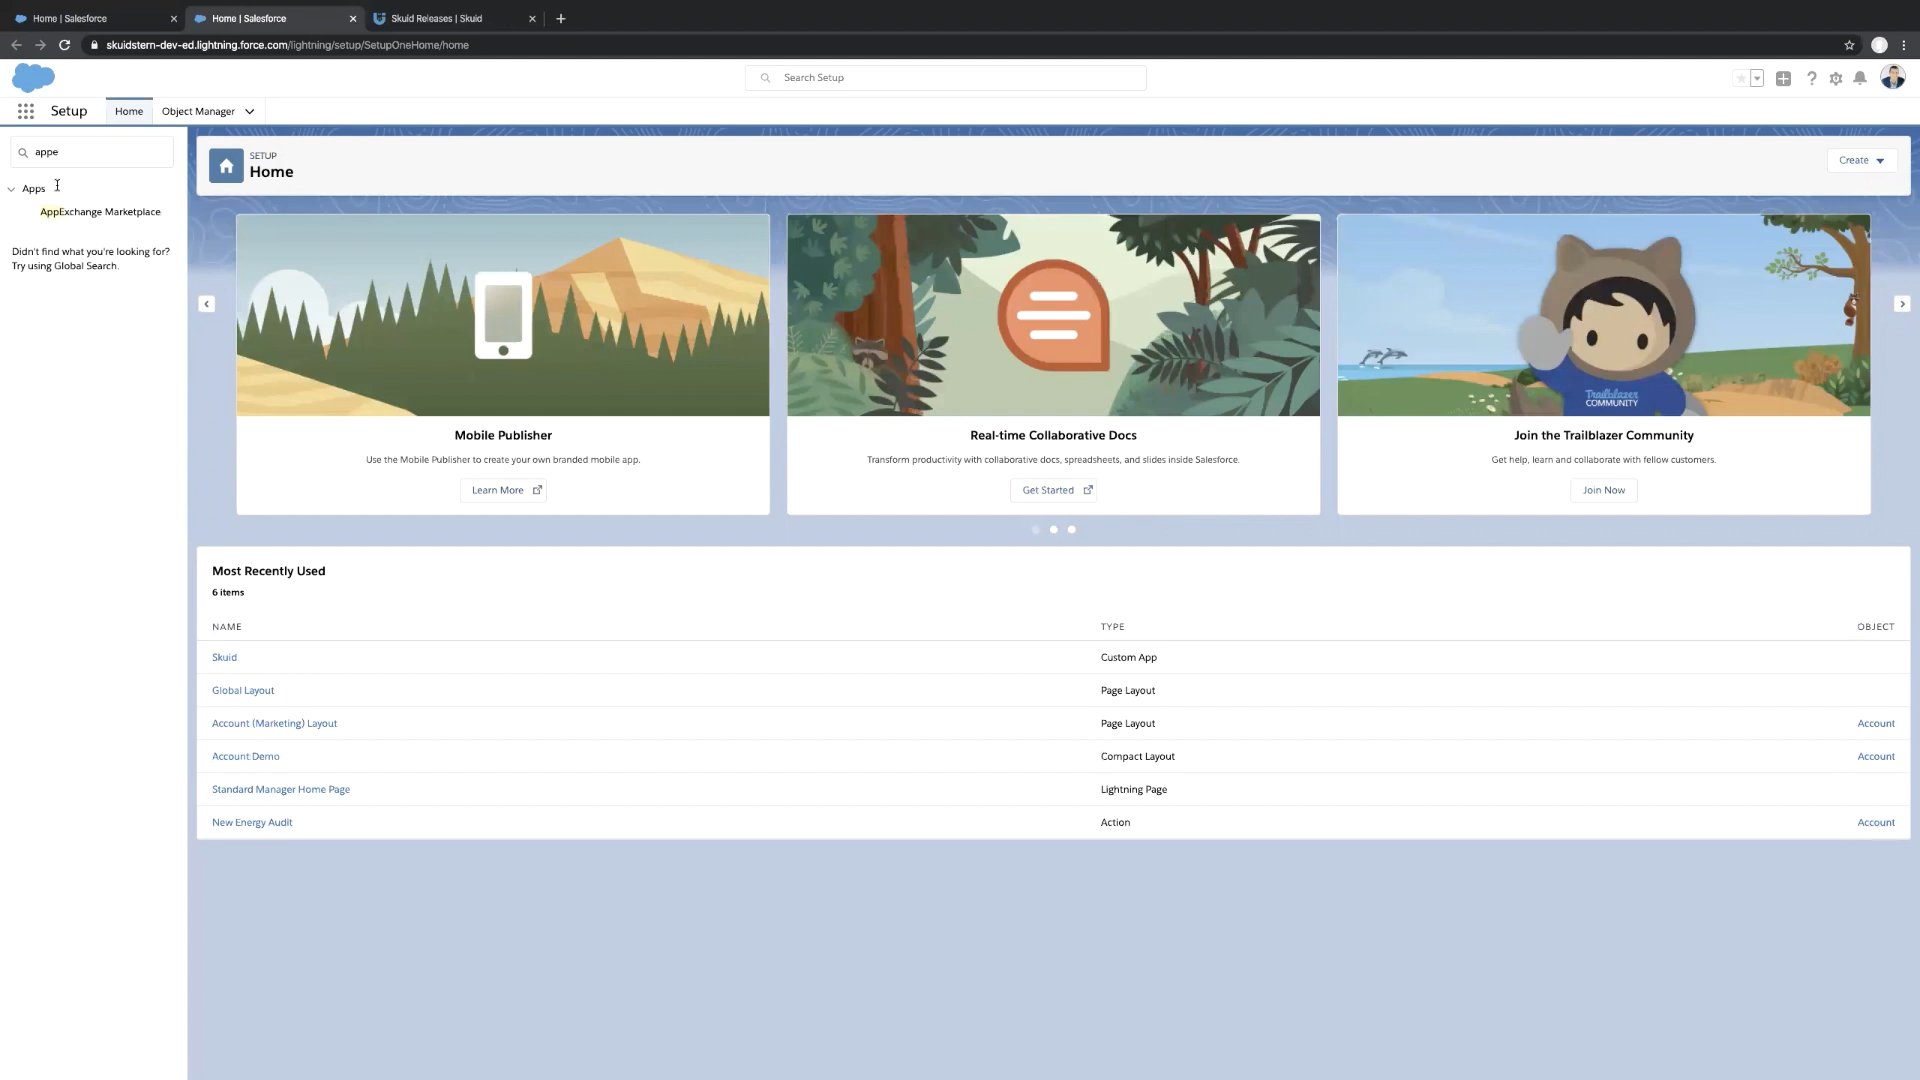 Home | Salesforce
Home | Salesforce
Skuid Releases | Skuid
skuidstern-dev-ed.lightning.force.com/lightning/setup/SetupOneHome/home
Search Setup
Setup
Home
Object Manager
appe
Apps
AppExchange Marketplace
Didn't find what you're looking for?
Try using Global Search.
SETUP
Home
Create
Trailblazer
COMMUNITY
Mobile Publisher
Use the Mobile Publisher to create your own branded mobile app.
Learn More
Real-time Collaborative Docs
Transform productivity with collaborative docs, spreadsheets, and slides inside Salesforce.
Get Started
Join the Trailblazer Community
Get help, learn and collaborate with fellow customers.
Join Now
Most Recently Used
6 items
NAME TYPE OBJECT
Skuid Custom App
Global Layout Page Layout
Account (Marketing) Layout Page Layout Account
Account Demo Compact Layout Account
Standard Manager Home Page Lightning Page
New Energy Audit Action Account